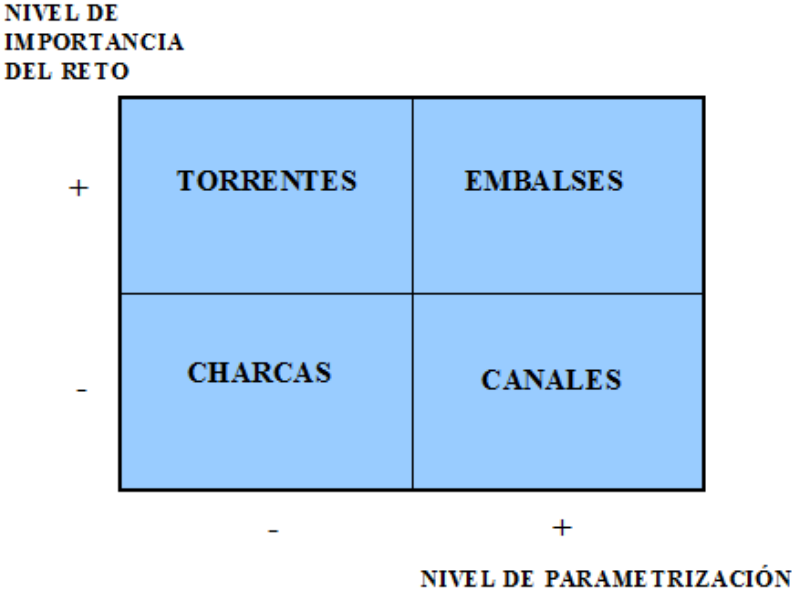 NIVEL DE
IMPORTANCIA
DEL RETO
+
TORRENTES
EMBALSES
-
CHARCAS
CANALES
-
+
NIVEL DE PARAMETRIZACIÓN